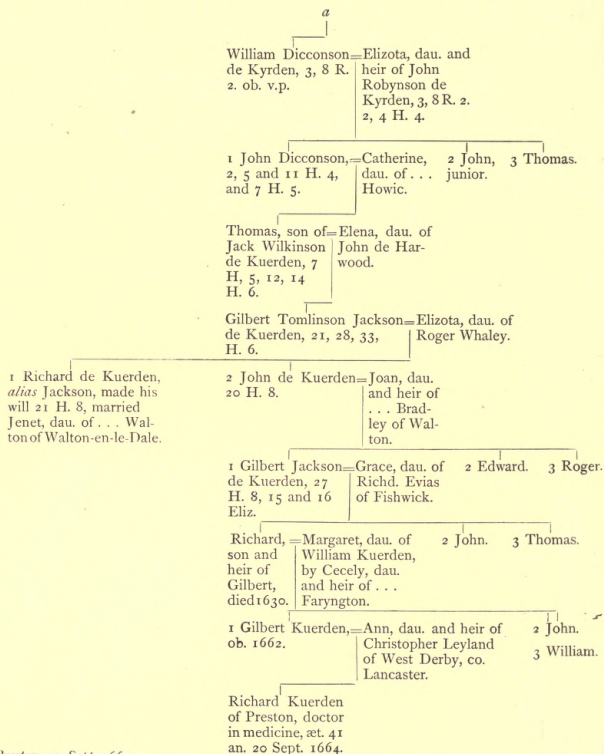 a
William Dicconson=Elizota, dau. and
de Kyrden, 3, 8 R. heir of John
2. ob. v.p. Robynson de
Kyrden, 3, 8 R. 2.
2, 4 H. 4.
1 John Dicconson,=Catherine, 2 John, 3 Thomas.
2, 5 and 11 H. 4, dau. of . . . junior.
and 7 H. 5. Howic.
Thomas, son of=Elena, dau. of
Jack Wilkinson John de Har-
de Kuerden, 7 wood.
H, 5, 12, 14
H. 6.
Gilbert Tomlinson Jackson=Elizota, dau. of
de Kuerden, 21, 28, 33, Roger Whaley.
H. 6.
1 Richard de Kuerden,
alias Jackson, made his
will 21 H. 8, married
Jenet, dau. of . . . Wal-
ton of Walton-en-le-Dale.
2 John de Kuerden=Joan, dau.
20 H. 8. and heir of
. . . Brad-
ley of Wal-
ton.
1 Gilbert Jackson=Grace, dau. of 2 Edward. 3 Roger.
de Kuerden, 27 Richd. Evias
H. 8, 15 and 16 of Fishwick.
Eliz.
Richard,=Margaret, dau. of 2 John. 3 Thomas.
son and William Kuerden,
heir of by Cecely, dau.
Gilbert, and heir of . . .
died 1630. Faryngton.
1 Gilbert Kuerden,=Ann, dau. and heir of 2 John.
ob. 1662. Christopher Leyland
of West Derby, co. 3 William.
Lancaster.
Richard Kuerden
of Preston, doctor
in medicine, æt. 41
an. 20 Sept. 1664.